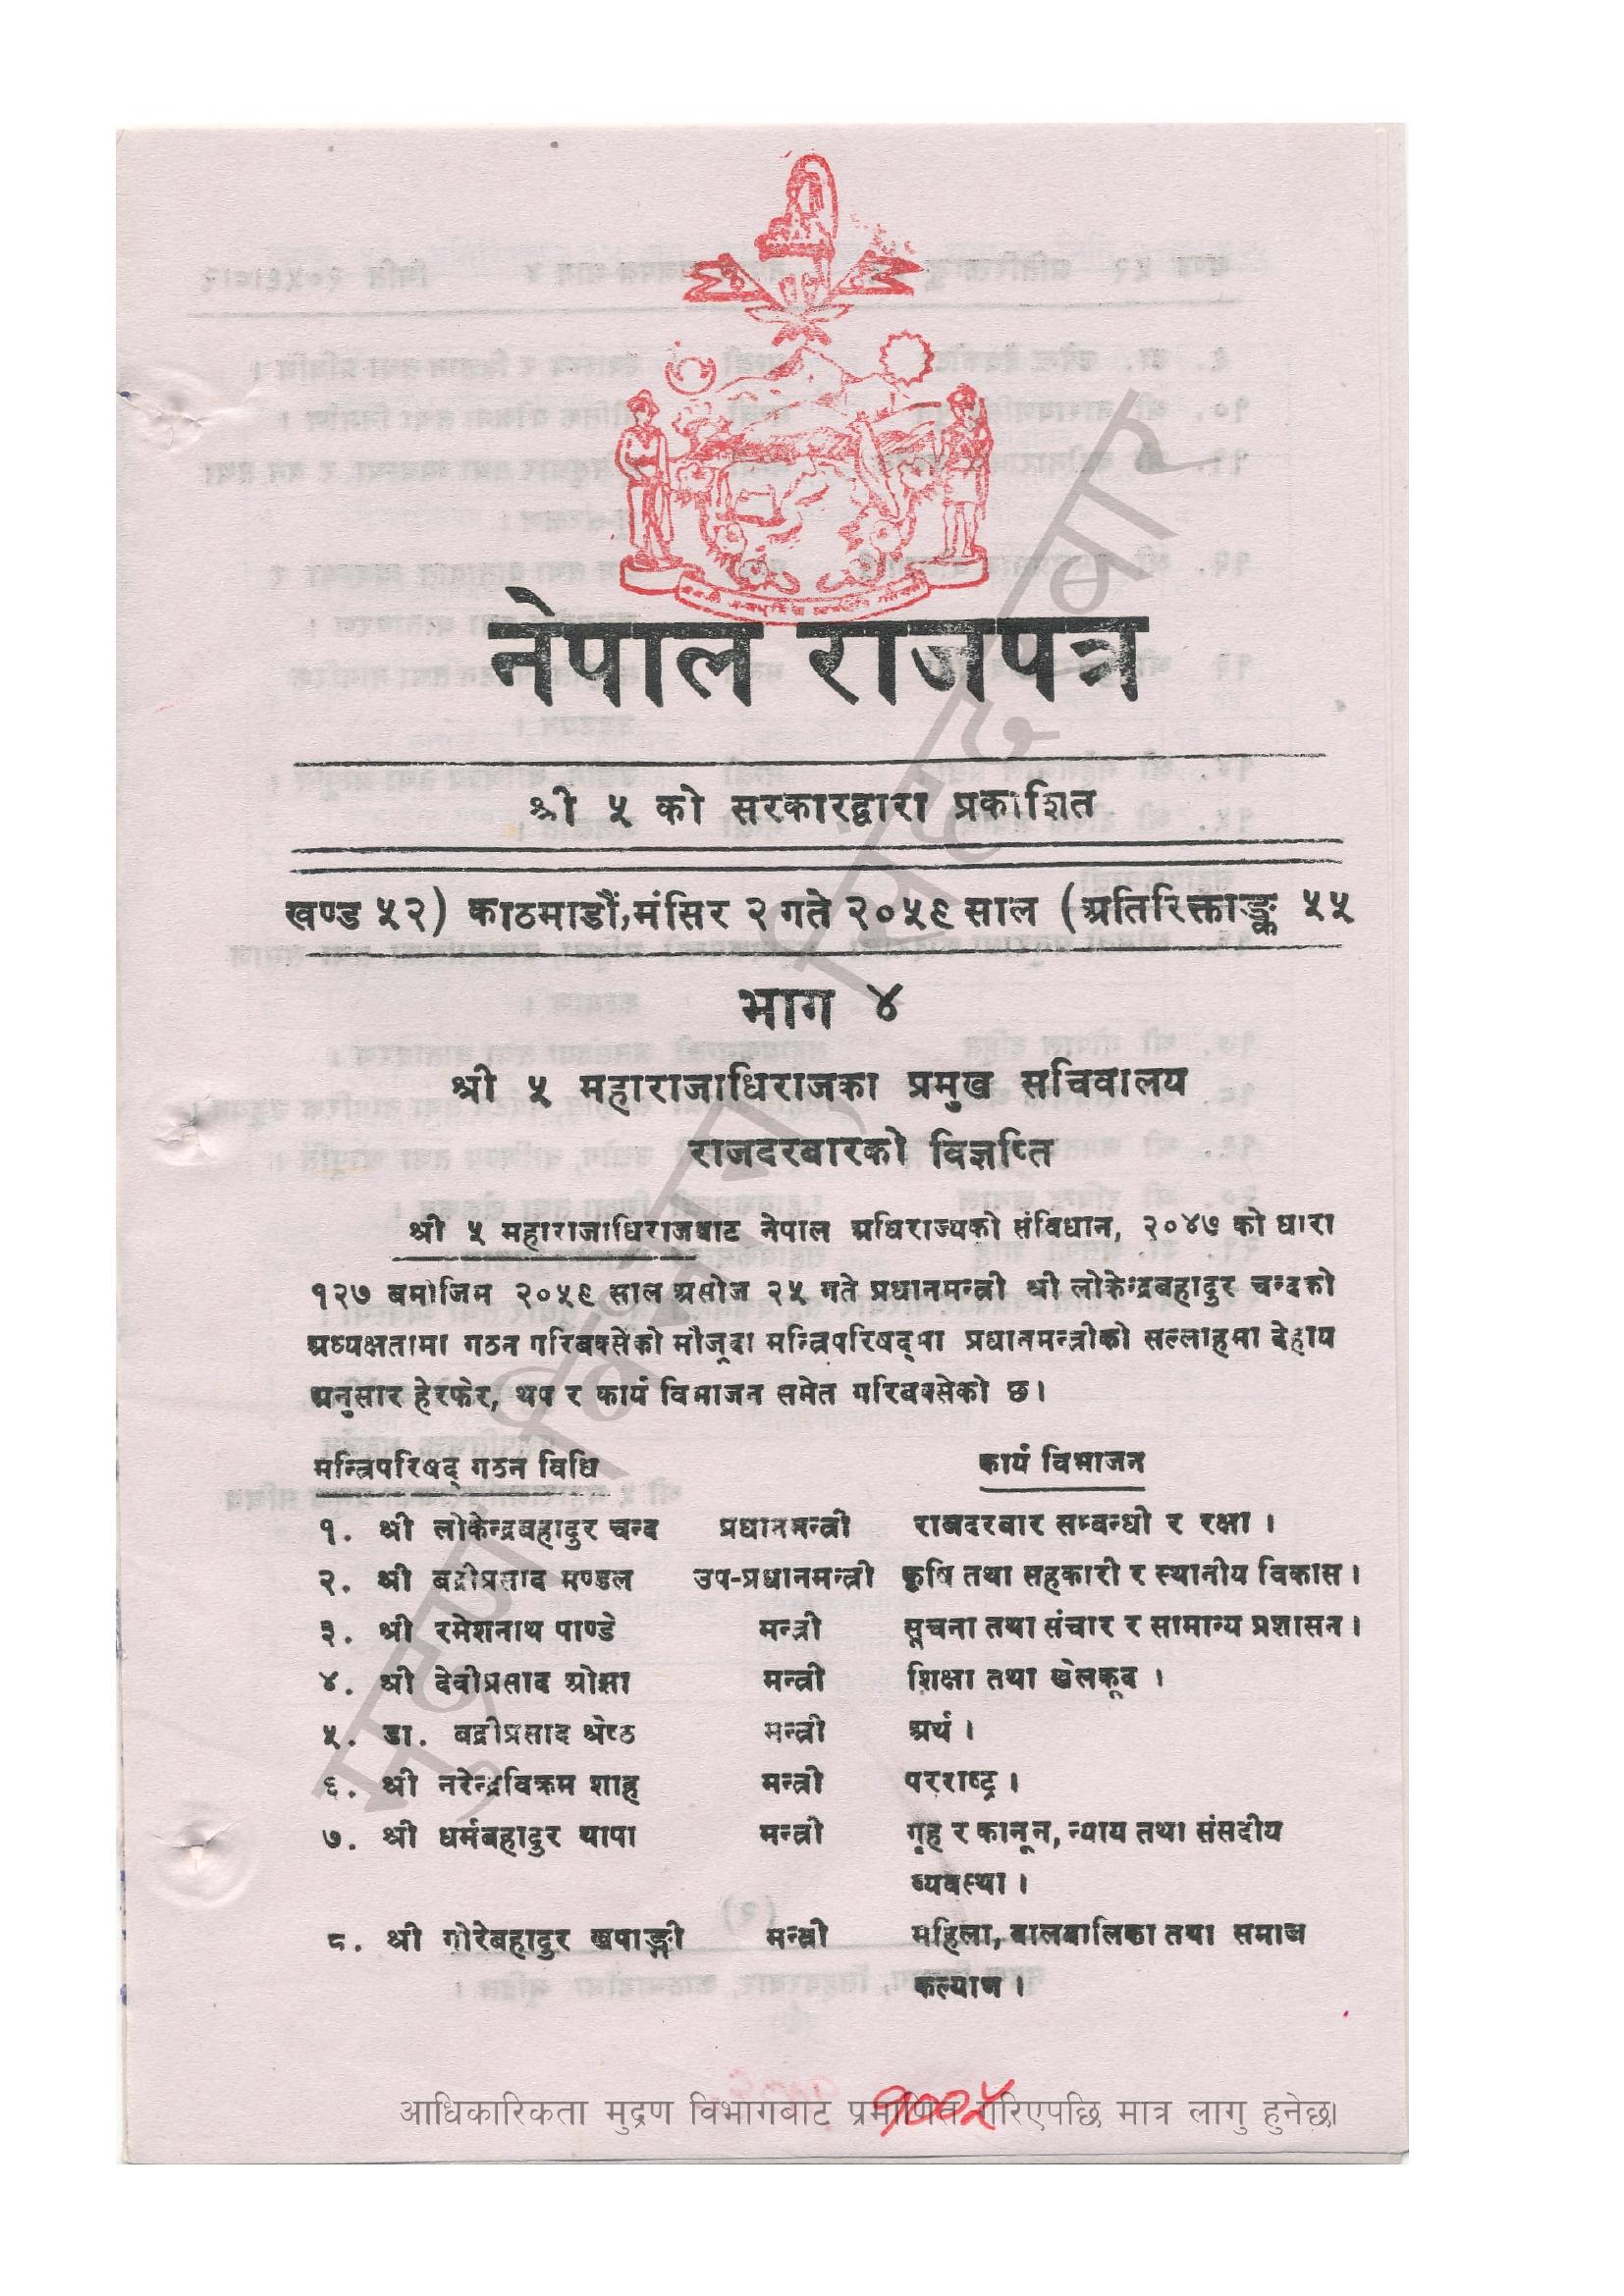 नेपाल राजपत्र
श्री ५ को सरकारद्वारा प्रकाशित
खण्ड ५२) काठमाडौं, मंसिर २ गते २०५९ साल (अतिरिक्ताङ्क ५५
भाग ४
श्री ५ महाराजाधिराजका प्रमुख सचिवालय
राजदरबारको विज्ञप्ति
श्री ५ महाराजाधिराजबाट नेपाल अधिराज्यको संविधान, २०४७ को धारा
१२७ बमोजिम २०५९ साल असोज २५ गते प्रधानमन्त्री श्री लोकेन्द्रबहादुर चन्दको
अध्यक्षतामा गठन गरिबक्सेको मौजूदा मन्त्रिपरिषद्मा प्रधानमन्त्रीको सल्लाहमा देहाय
अनुसार हेरफेर, थप र कार्य विभाजन समेत गरिबक्सेको छ।
मन्त्रिपरिषद् गठन विधि कार्य विभाजन
१. श्री लोकेन्द्रबहादुर चन्द प्रधानमन्त्री राजदरबार सम्बन्धी र रक्षा ।
२. श्री बद्रीप्रसाद मण्डल उप-प्रधानमन्त्री कृषि तथा सहकारी र स्थानीय विकास ।
३. श्री रमेशनाथ पाण्डे मन्त्री सूचना तथा संचार र सामान्य प्रशासन ।
४. श्री देवीप्रसाद ओझा मन्त्री शिक्षा तथा खेलकूद ।
५. डा. बद्रीप्रसाद श्रेष्ठ मन्त्री अर्थ ।
६. श्री नरेन्द्रविक्रम शाह मन्त्री परराष्ट्र ।
७. श्री धर्मबहादुर थापा मन्त्री गृह र कानून, न्याय तथा संसदीय
व्यवस्था ।
८. श्री गोरेबहादुर खपाङ्गी मन्त्री महिला, बालबालिका तथा समाज
कल्याण ।
आधिकारिकता मुद्रण विभागबाट प्रमाणित गरिएपछि मात्र लागु हुनेछ।
१००५
मुद्रण विभाग, सिंहदरबार